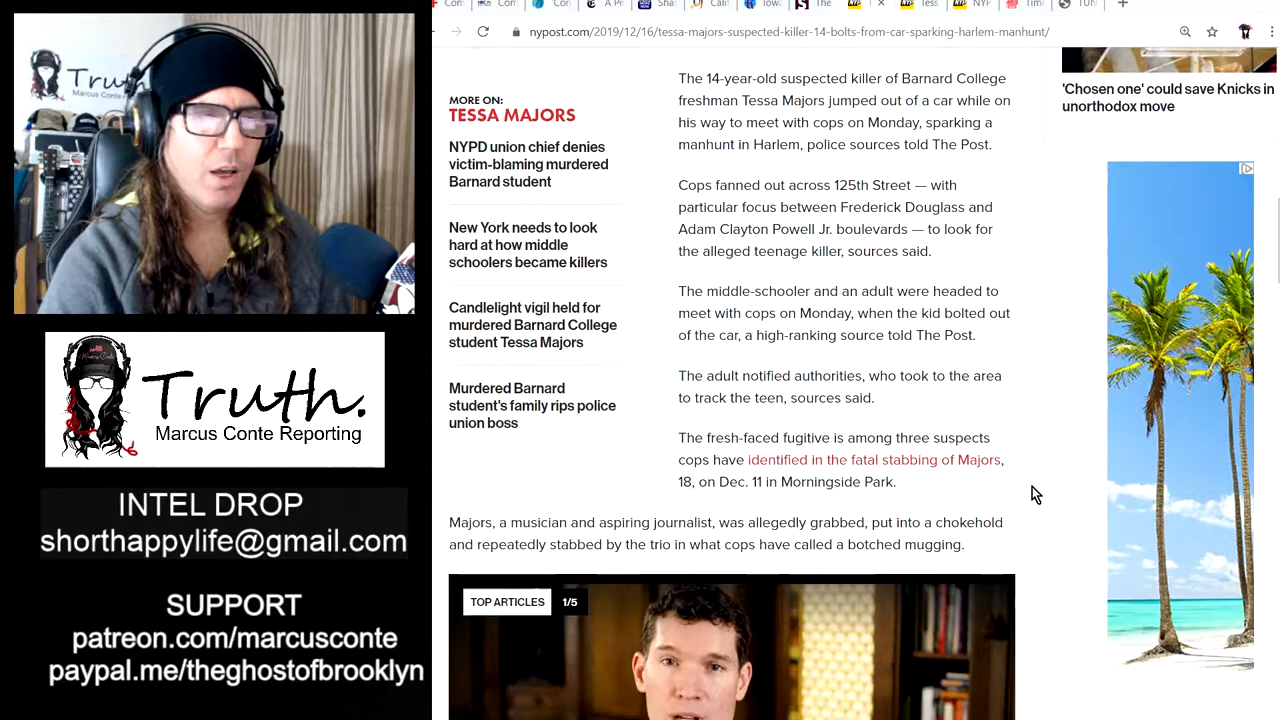 Com
Com
'Con
A Pe
Shas
Cali
Iowa
The
T
Tess
NYP
Time
TUN
nypost.com/2019/12/16/tessa-majors-suspected-killer-14-bolts-from-car-sparking-harlem-manhunt/
Truth.
Marcus Conte
Truth.
Marcus Conte Reporting
INTEL DROP
shorthappylife@gmail.com
SUPPORT
patreon.com/marcusconte
paypal.me/theghostofbrooklyn
MORE ON:
TESSA MAJORS
NYPD union chief denies
victim-blaming murdered
Barnard student
New York needs to look
hard at how middle
schoolers became killers
Candlelight vigil held for
murdered Barnard College
student Tessa Majors
Murdered Barnard
student's family rips police
union boss
The 14-year-old suspected killer of Barnard College
freshman Tessa Majors jumped out of a car while on
his way to meet with cops on Monday, sparking a
manhunt in Harlem, police sources told The Post.
Cops fanned out across 125th Street — with
particular focus between Frederick Douglass and
Adam Clayton Powell Jr. boulevards — to look for
the alleged teenage killer, sources said.
The middle-schooler and an adult were headed to
meet with cops on Monday, when the kid bolted out
of the car, a high-ranking source told The Post.
The adult notified authorities, who took to the area
to track the teen, sources said.
The fresh-faced fugitive is among three suspects
cops have identified in the fatal stabbing of Majors,
18, on Dec. 11 in Morningside Park.
Majors, a musician and aspiring journalist, was allegedly grabbed, put into a chokehold
and repeatedly stabbed by the trio in what cops have called a botched mugging.
TOP ARTICLES 1/5
'Chosen one' could save Knicks in
unorthodox move